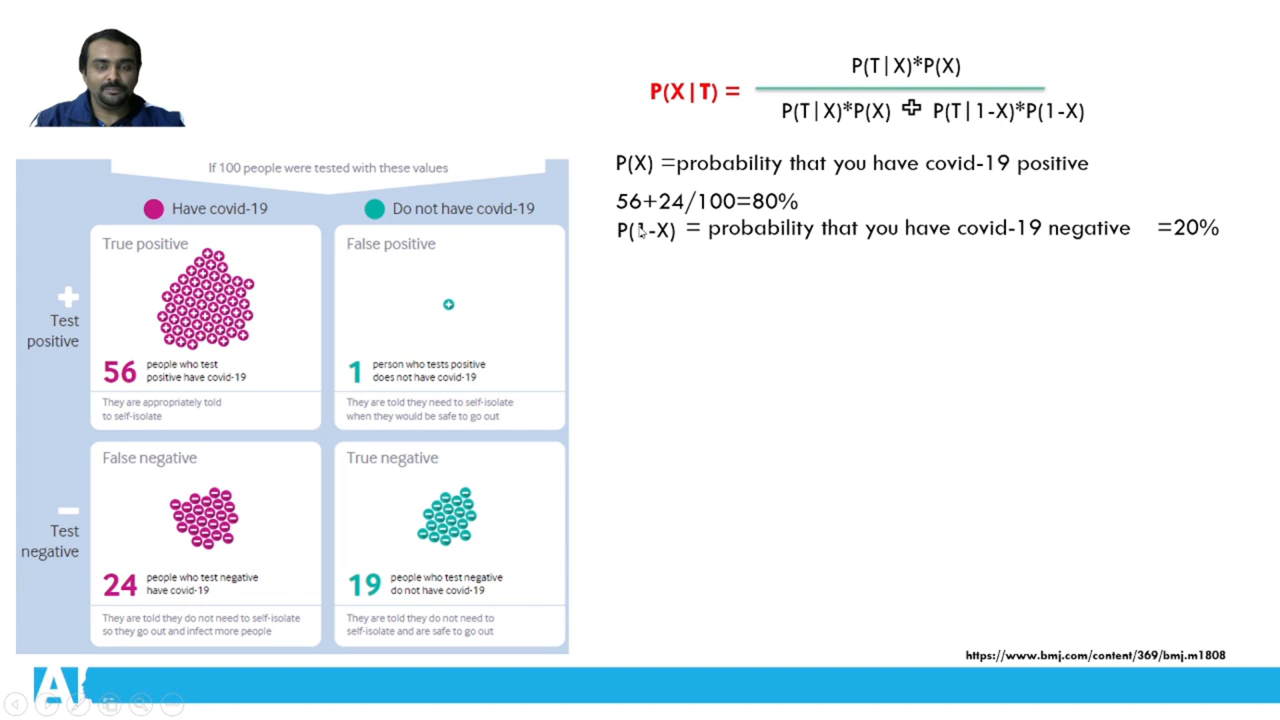 P(T|X)*P(X)
P(X|T) =
P(T|X)*P(X) + P(T|1-X)*P(1-X)
P(X) =probability that you have covid-19 positive
56+24/100=80%
P(1-X) = probability that you have covid-19 negative =20%
If 100 people were tested with these values
Have covid-19
Do not have covid-19
Test positive
True positive
56 people who test
positive have covid-19
They are appropriately told
to self-isolate
False positive
1 person who tests positive
does not have covid-19
They are told they need to self-isolate
when they would be safe to go out
Test negative
False negative
24 people who test negative
have covid-19
They are told they do not need to self-isolate
so they go out and infect more people
True negative
19 people who test negative
do not have covid-19
They are told they do not need to
self-isolate and are safe to go out
https://www.bmj.com/content/369/bmj.m1808
AI